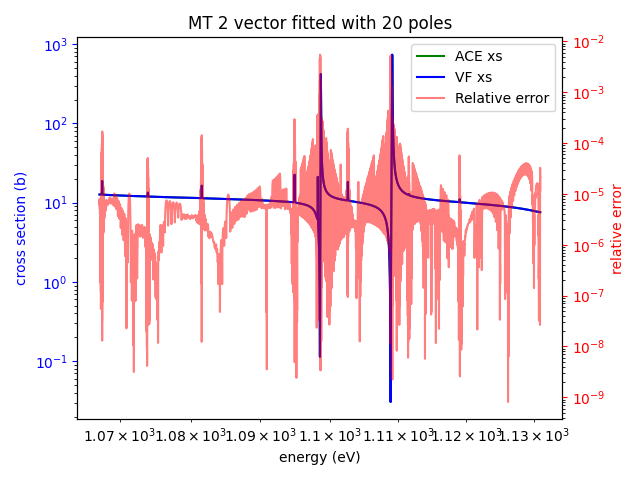 MT 2 vector fitted with 20 poles
ACE xs
VF xs
Relative error
cross section (b)
10³
10²
10¹
10⁰
10⁻¹
relative error
10⁻²
10⁻³
10⁻⁴
10⁻⁵
10⁻⁶
10⁻⁷
10⁻⁸
10⁻⁹
1.07 × 10³ 1.08 × 10³ 1.09 × 10³ 1.1 × 10³ 1.11 × 10³ 1.12 × 10³ 1.13 × 10³
energy (eV)